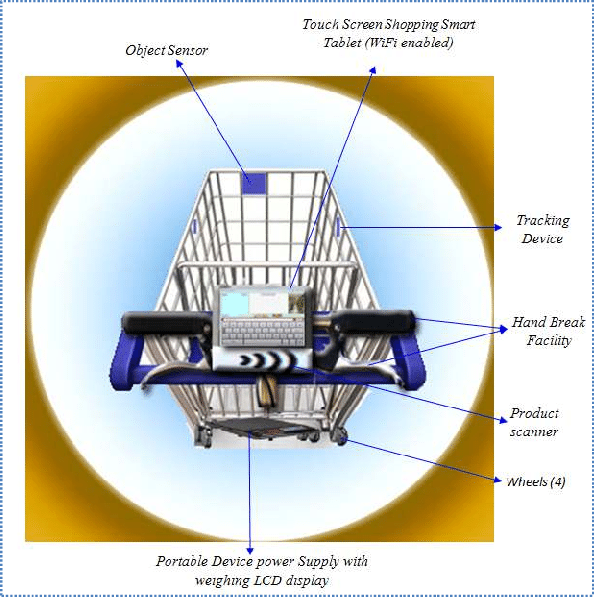 Touch Screen Shopping Smart
Tablet (WiFi enabled)
Object Sensor
Tracking
Device
Hand Break
Facility
Product
scanner
Wheels (4)
Portable Device power Supply with
weighing LCD display